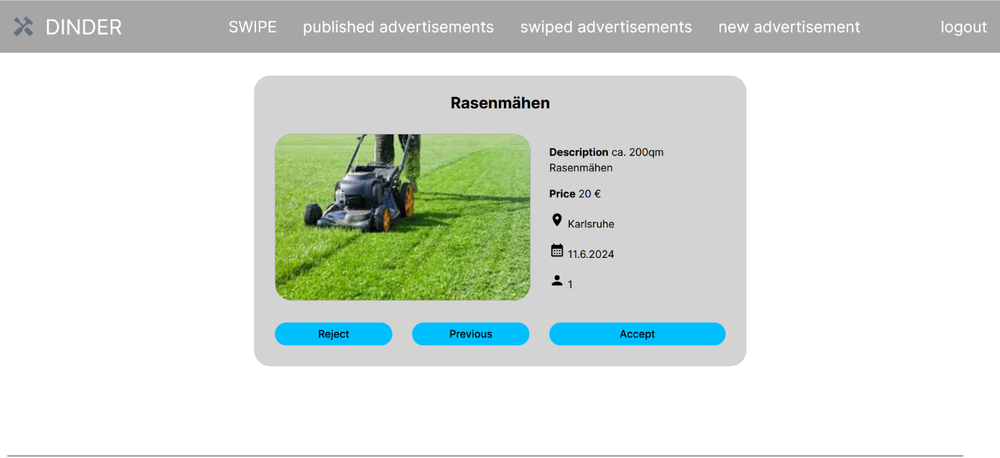 DINDER SWIPE published advertisements swiped advertisements new advertisement logout
Rasenmähen
Description ca. 200qm
Rasenmähen
Price 20 €
Karlsruhe
11.6.2024
1
Reject Previous Accept